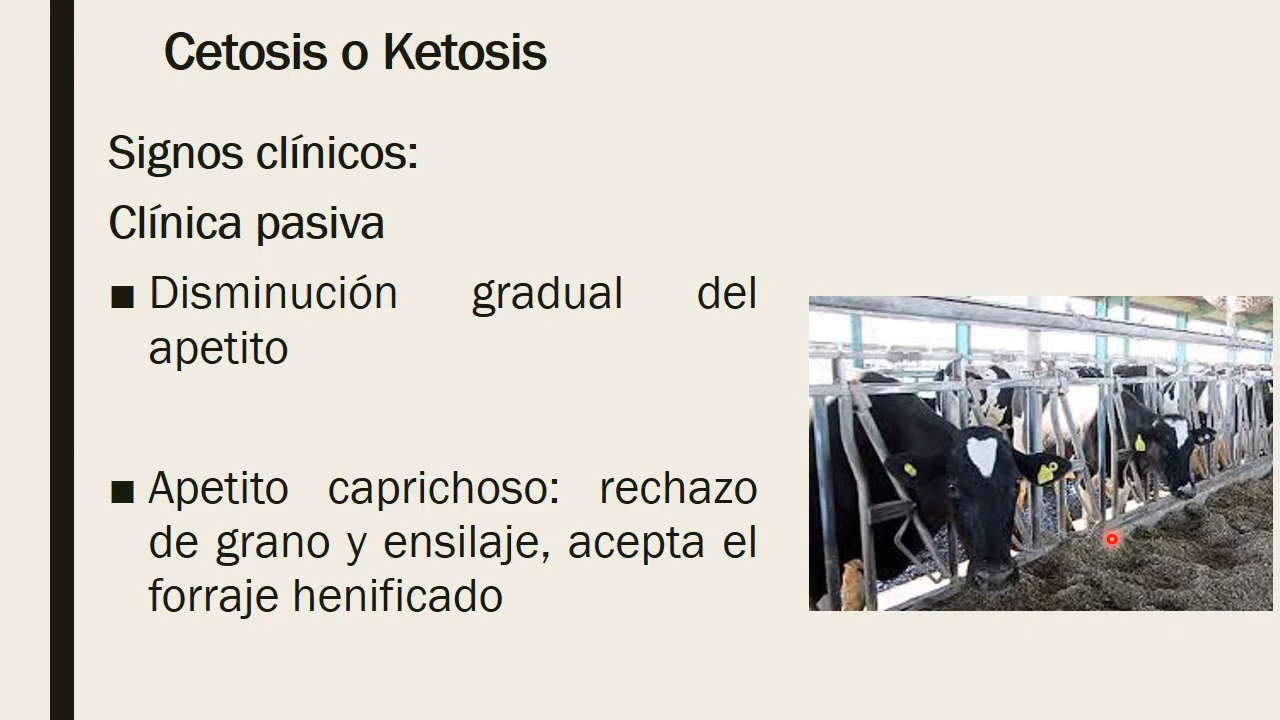 Cetosis o Ketosis
Signos clínicos:
Clínica pasiva
■ Disminución gradual del
apetito
■ Apetito caprichoso: rechazo
de grano y ensilaje, acepta el
forraje henificado